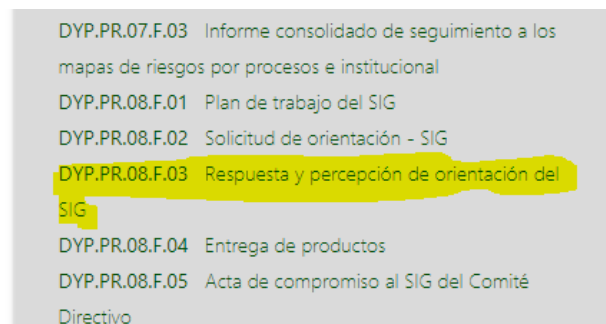 DYP.PR.07.F.03 Informe consolidado de seguimiento a los
mapas de riesgos por procesos e institucional
DYP.PR.08.F.01 Plan de trabajo del SIG
DYP.PR.08.F.02 Solicitud de orientación - SIG
DYP.PR.08.F.03 Respuesta y percepción de orientación del
SIG
DYP.PR.08.F.04 Entrega de productos
DYP.PR.08.F.05 Acta de compromiso al SIG del Comité
Directivo